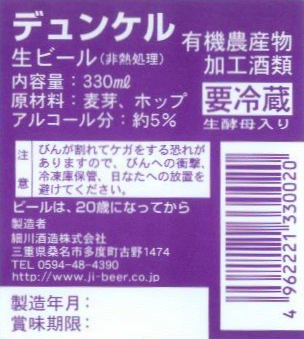 デュンケル
生ビール（非熱処理）
内容量：330㎖
原材料：麦芽、ホップ
アルコール分：約5％
有機農産物
加工酒類
要冷蔵
生酵母入り
注意
びんが割れてケガをする恐れが
ありますので、びんへの衝撃、
冷凍庫保管、日なたへの放置を
避けてください。
ビールは、20歳になってから
製造者
細川酒造株式会社
三重県桑名市多度町古野1474
TEL 0594-48-4390
http://www.ji-beer.co.jp
製造年月：
賞味期限：
4 962221 330020